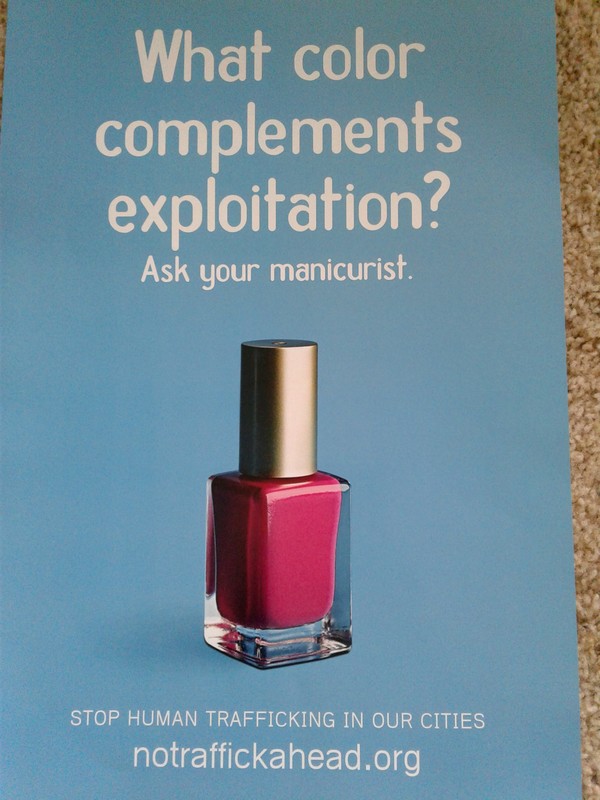 What color
complements
exploitation?
Ask your manicurist.
STOP HUMAN TRAFFICKING IN OUR CITIES
notraffickahead.org